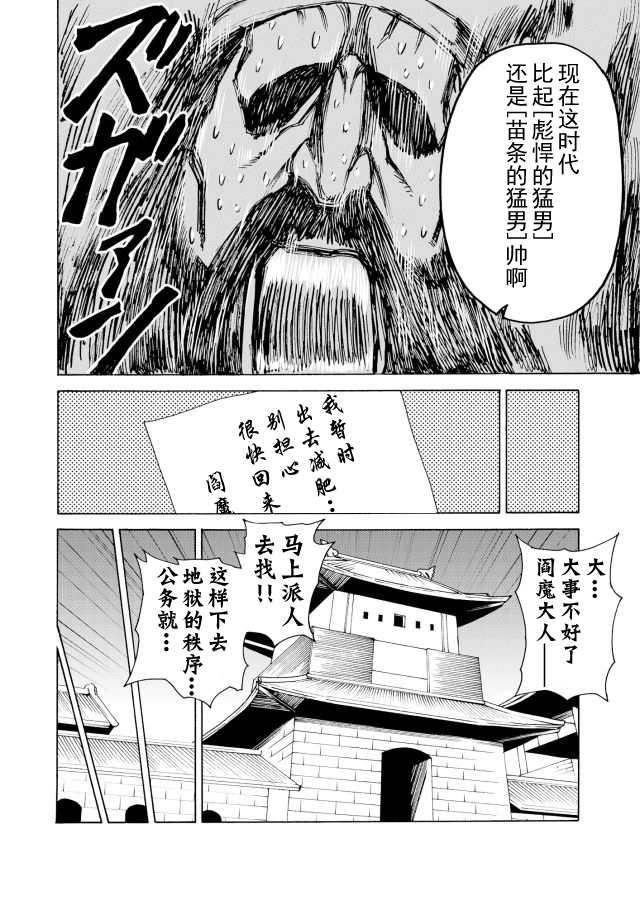 现在这时代
比起[彪悍的猛男]
还是[苗条的猛男]帅啊
ズガァン
我暂时
出去减肥…
别担心
很快回来
阎魔
大…
大事不好了
阎魔大人——
马上派人
去找!!
这样下去
地狱的秩序…
公务就…